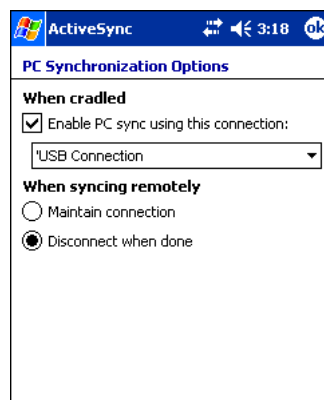 ActiveSync 3:18 ok
PC Synchronization Options
When cradled
Enable PC sync using this connection:
'USB Connection
When syncing remotely
Maintain connection
Disconnect when done